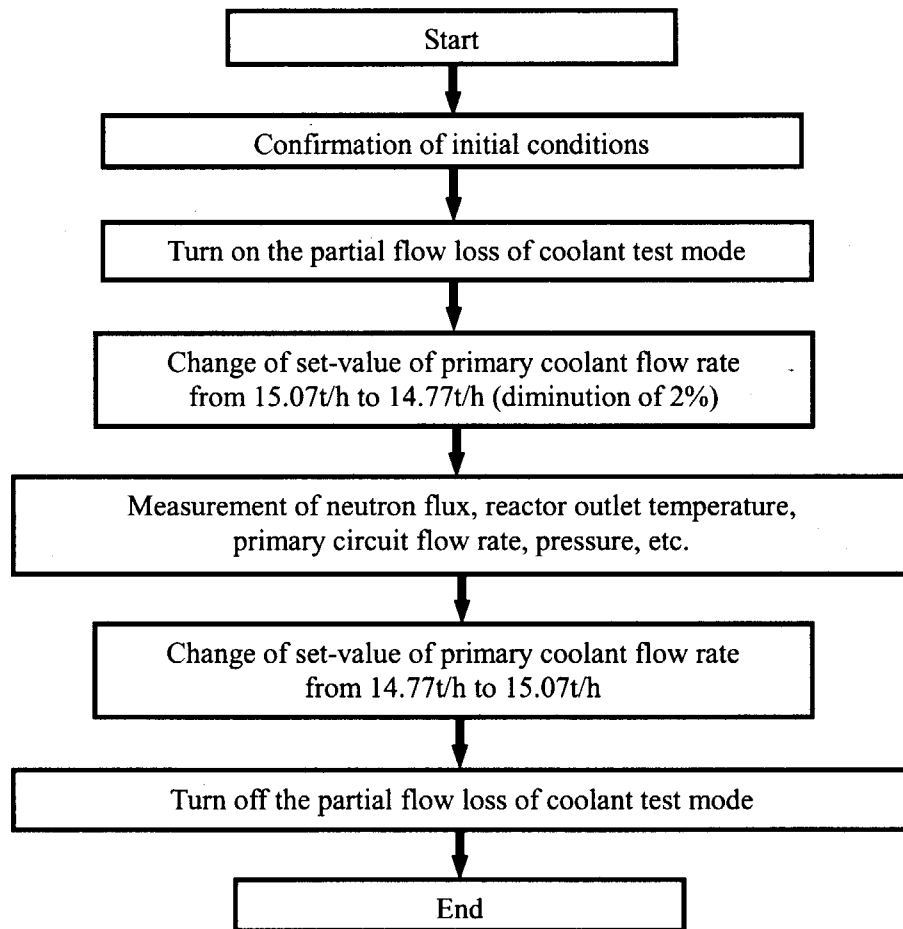 Start
Confirmation of initial conditions
Turn on the partial flow loss of coolant test mode
Change of set-value of primary coolant flow rate
from 15.07t/h to 14.77t/h (diminution of 2%)
Measurement of neutron flux, reactor outlet temperature,
primary circuit flow rate, pressure, etc.
Change of set-value of primary coolant flow rate
from 14.77t/h to 15.07t/h
Turn off the partial flow loss of coolant test mode
End